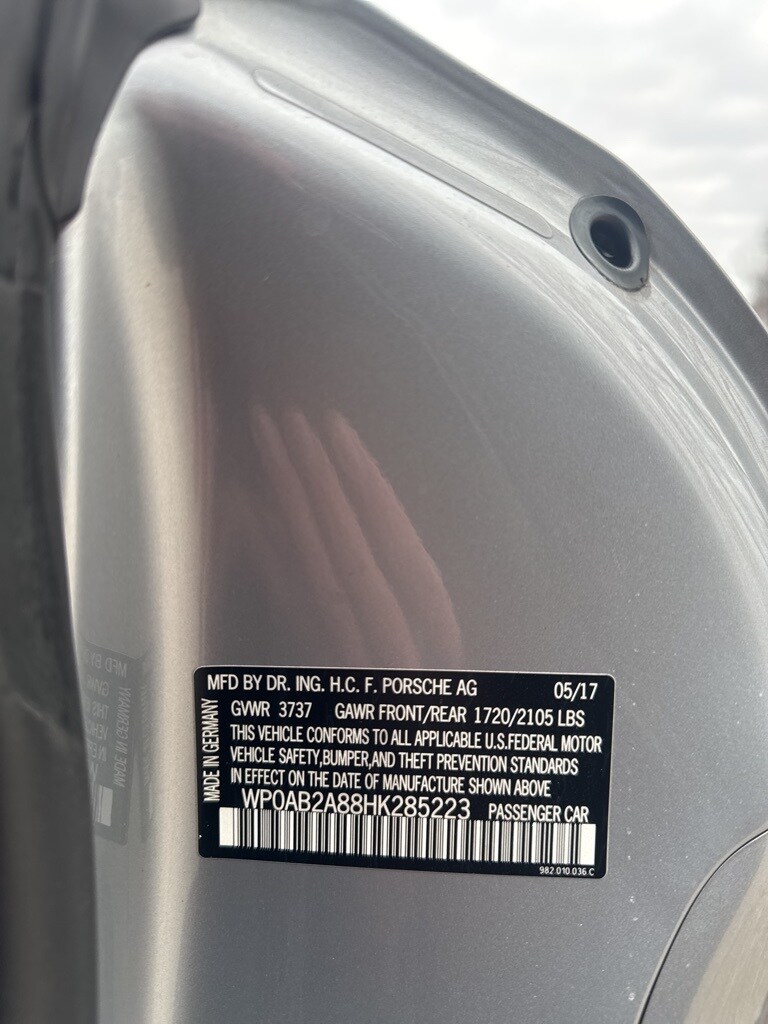 MFD BY DR. ING. H.C. F. PORSCHE AG 05/17
GVWR 3737 GAWR FRONT/REAR 1720/2105 LBS
THIS VEHICLE CONFORMS TO ALL APPLICABLE U.S.FEDERAL MOTOR
VEHICLE SAFETY,BUMPER,AND THEFT PREVENTION STANDARDS
IN EFFECT ON THE DATE OF MANUFACTURE SHOWN ABOVE
WP0AB2A88HK285223 PASSENGER CAR
982.010.036.C
MADE IN GERMANY